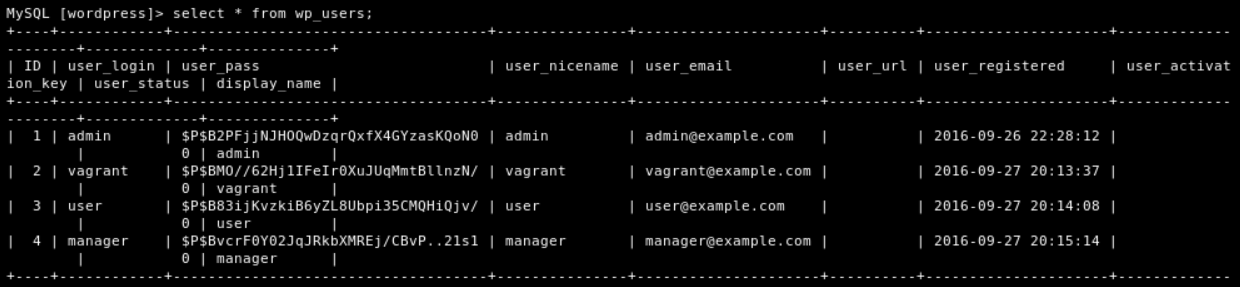 MySQL [wordpress]> select * from wp_users;
+----+------------+------------------------------------+---------------+--------------------+----------+---------------------+-------------
--------+-------------+--------------+
| ID | user_login | user_pass                          | user_nicename | user_email         | user_url | user_registered     | user_activat
ion_key | user_status | display_name |
+----+------------+------------------------------------+---------------+--------------------+----------+---------------------+-------------
--------+-------------+--------------+
|  1 | admin      | $P$B2PFjjNJHOQwDzqrQxfX4GYzasKQoN0 | admin         | admin@example.com  |          | 2016-09-26 22:28:12 |
        |           0 | admin        |
|  2 | vagrant    | $P$BMO//62Hj1IFeIr0XuJUqMmtBllnzN/ | vagrant       | vagrant@example.com |          | 2016-09-27 20:13:37 |
        |           0 | vagrant      |
|  3 | user       | $P$B83ijKvzkiB6yZL8Ubpi35CMQHiQjv/ | user          | user@example.com   |          | 2016-09-27 20:14:08 |
        |           0 | user         |
|  4 | manager    | $P$BvcrF0Y02JqJRkbXMREj/CBvP..21s1 | manager       | manager@example.com |          | 2016-09-27 20:15:14 |
        |           0 | manager      |
+----+------------+------------------------------------+---------------+--------------------+----------+---------------------+-------------